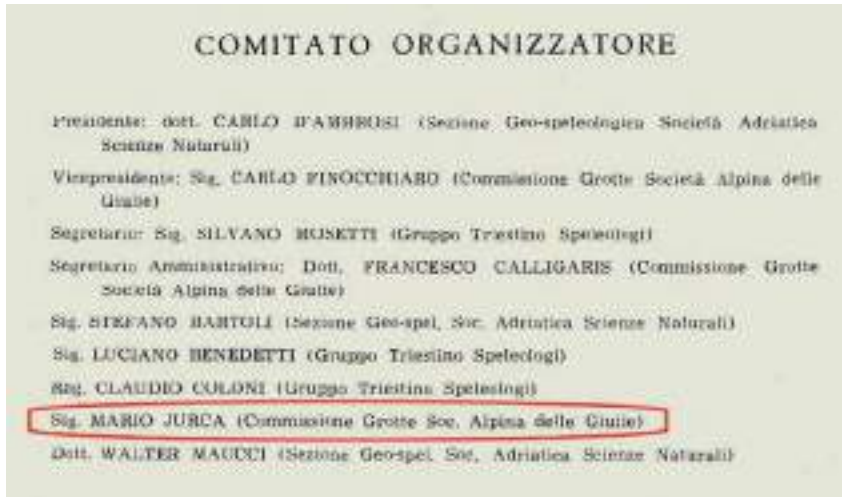 COMITATO ORGANIZZATORE
Presidente: dott. CARLO D'AMBROSI (Sezione Geo-speleologica Società Adriatica
Scienze Naturali)
Vicepresidente: Sig. CARLO FINOCCHIARO (Commissione Grotte Società Alpina delle
Giulie)
Segretario: Sig. SILVANO MOSETTI (Gruppo Triestino Speleologi)
Segretario Amministrativo: Dott. FRANCESCO CALLIGARIS (Commissione Grotte
Società Alpina delle Giulie)
Sig. STEFANO BARTOLI (Sezione Geo-spel. Soc. Adriatica Scienze Naturali)
Sig. LUCIANO BENEDETTI (Gruppo Triestino Speleologi)
Rag. CLAUDIO COLONI (Gruppo Triestino Speleologi)
Sig. MARIO JURCA (Commissione Grotte Soc. Alpina delle Giulie)
Dott. WALTER MAUCCI (Sezione Geo-spel. Soc. Adriatica Scienze Naturali)